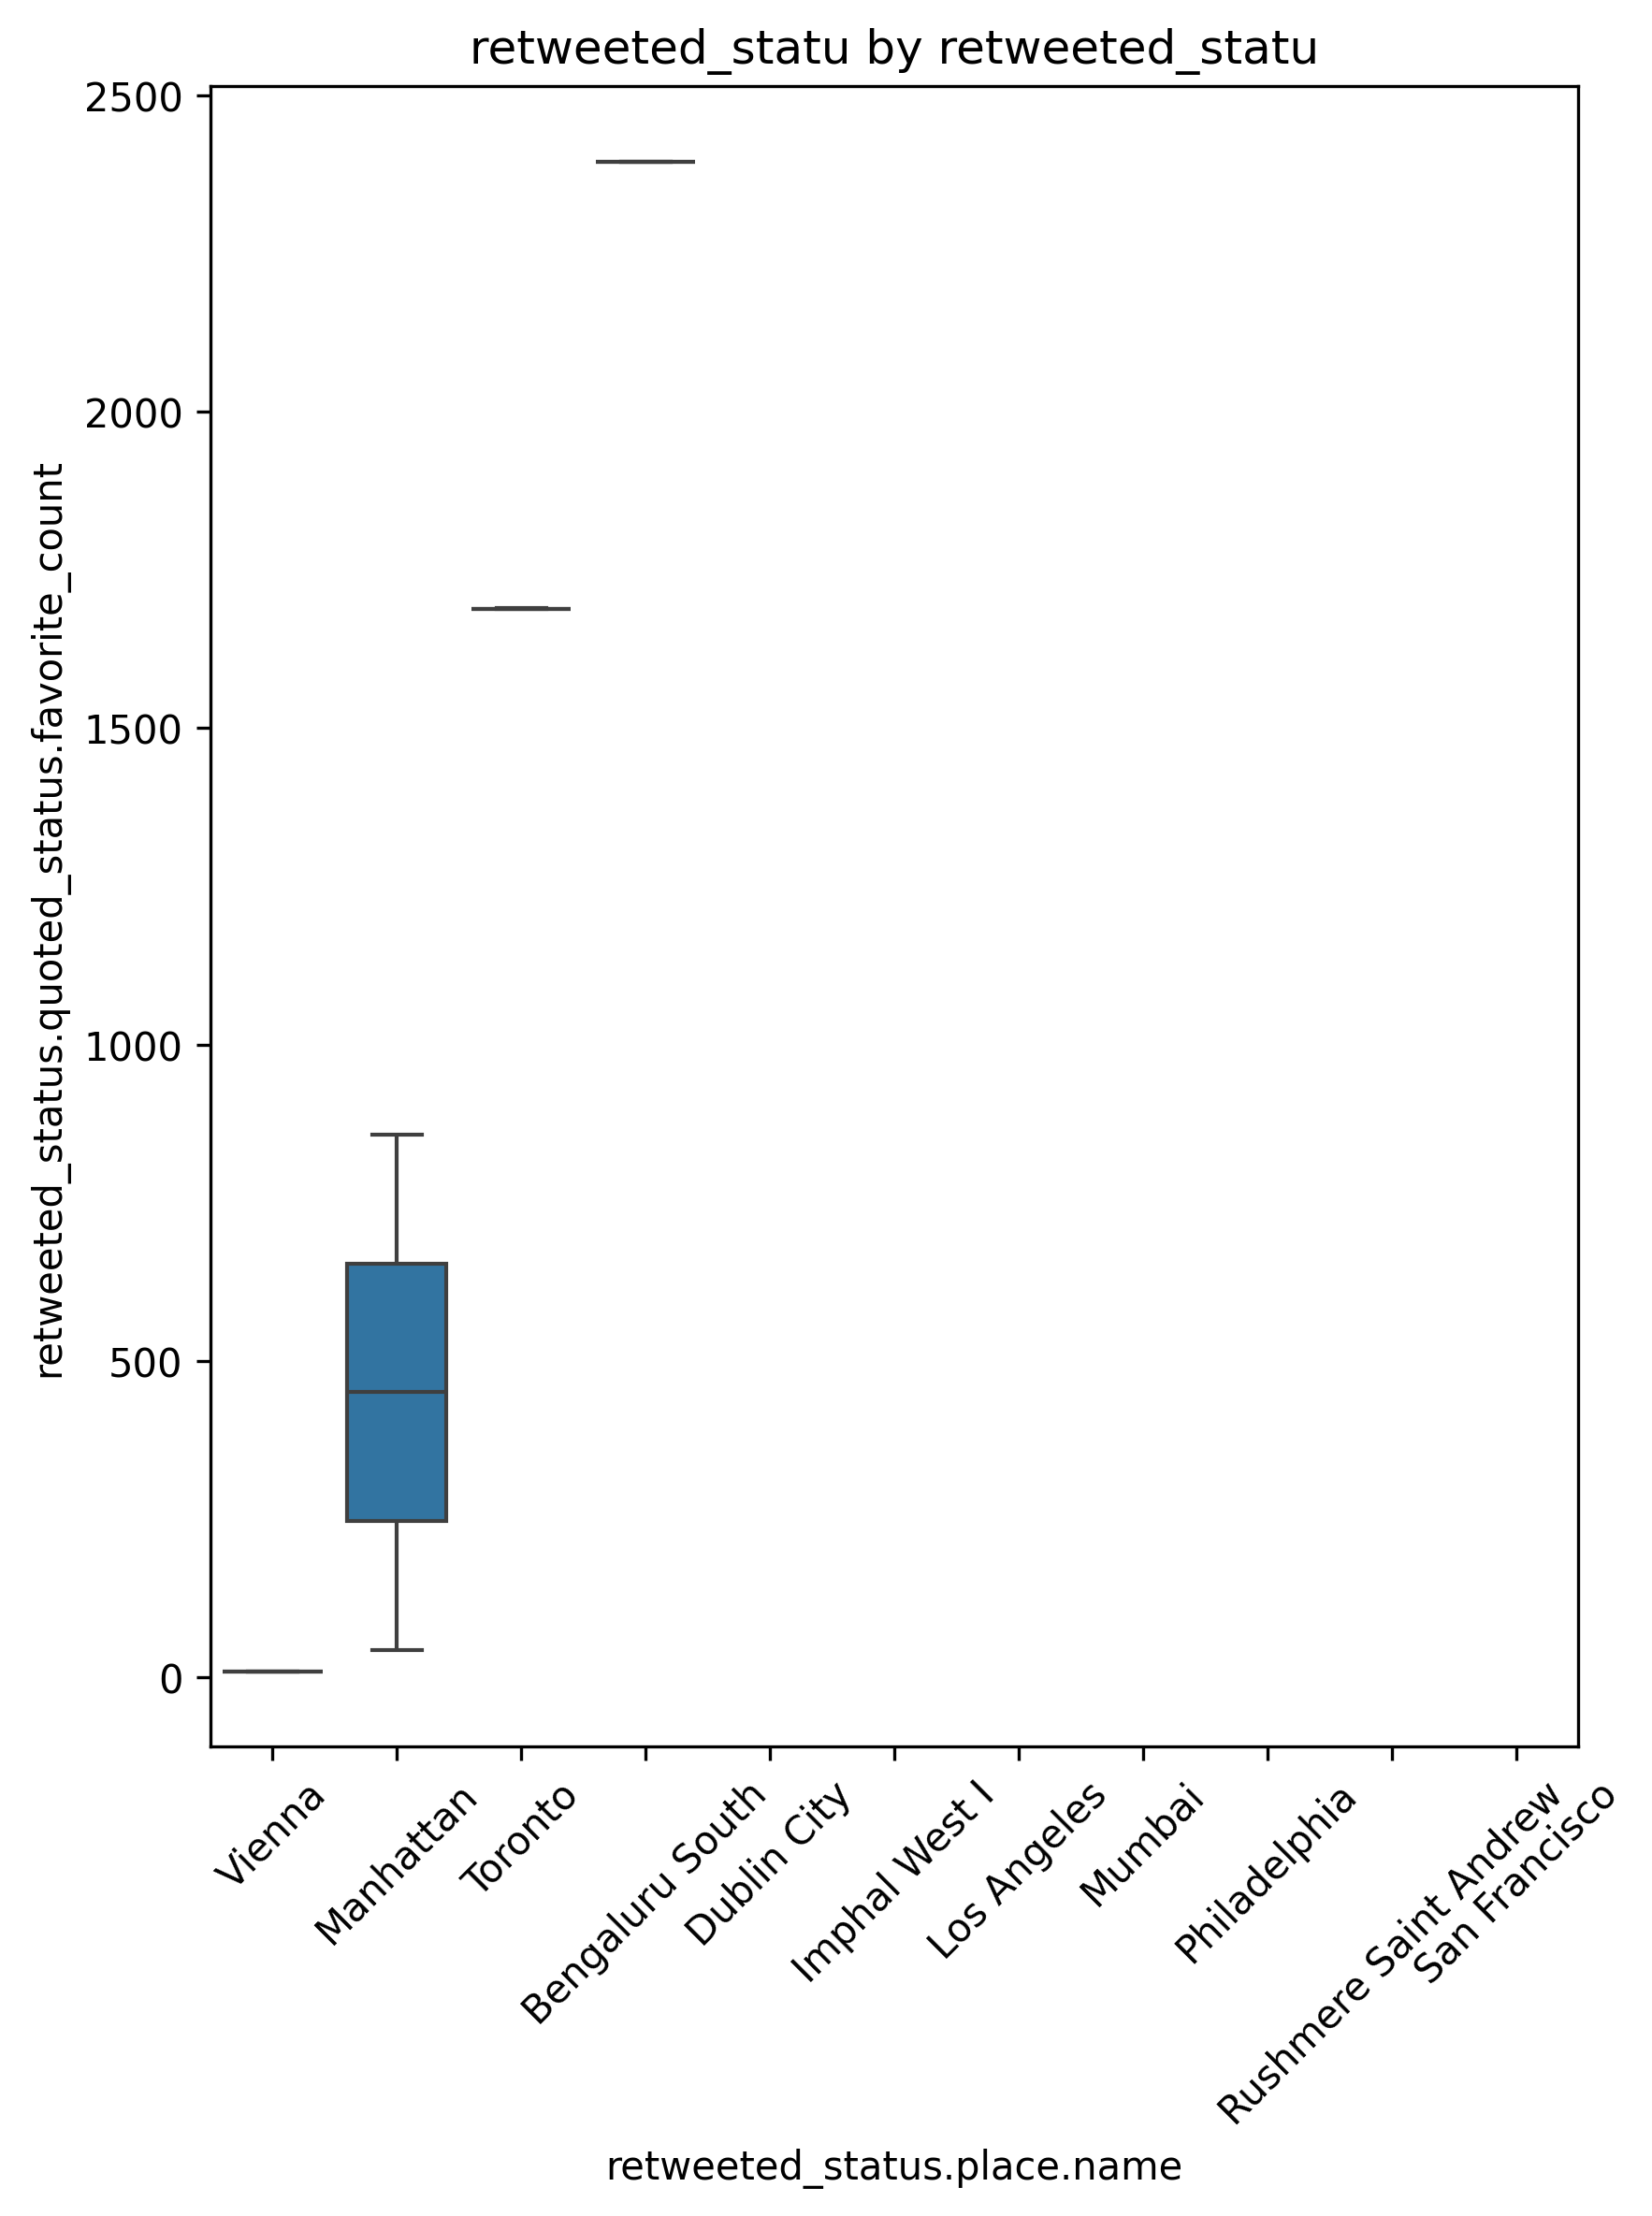 retweeted_statu by retweeted_statu
retweeted_status.quoted_status.favorite_count
2500
2000
1500
1000
500
0
Vienna
Manhattan
Toronto
Bengaluru South
Dublin City
Imphal West I
Los Angeles
Mumbai
Philadelphia
Rushmere Saint Andrew
San Francisco
retweeted_status.place.name